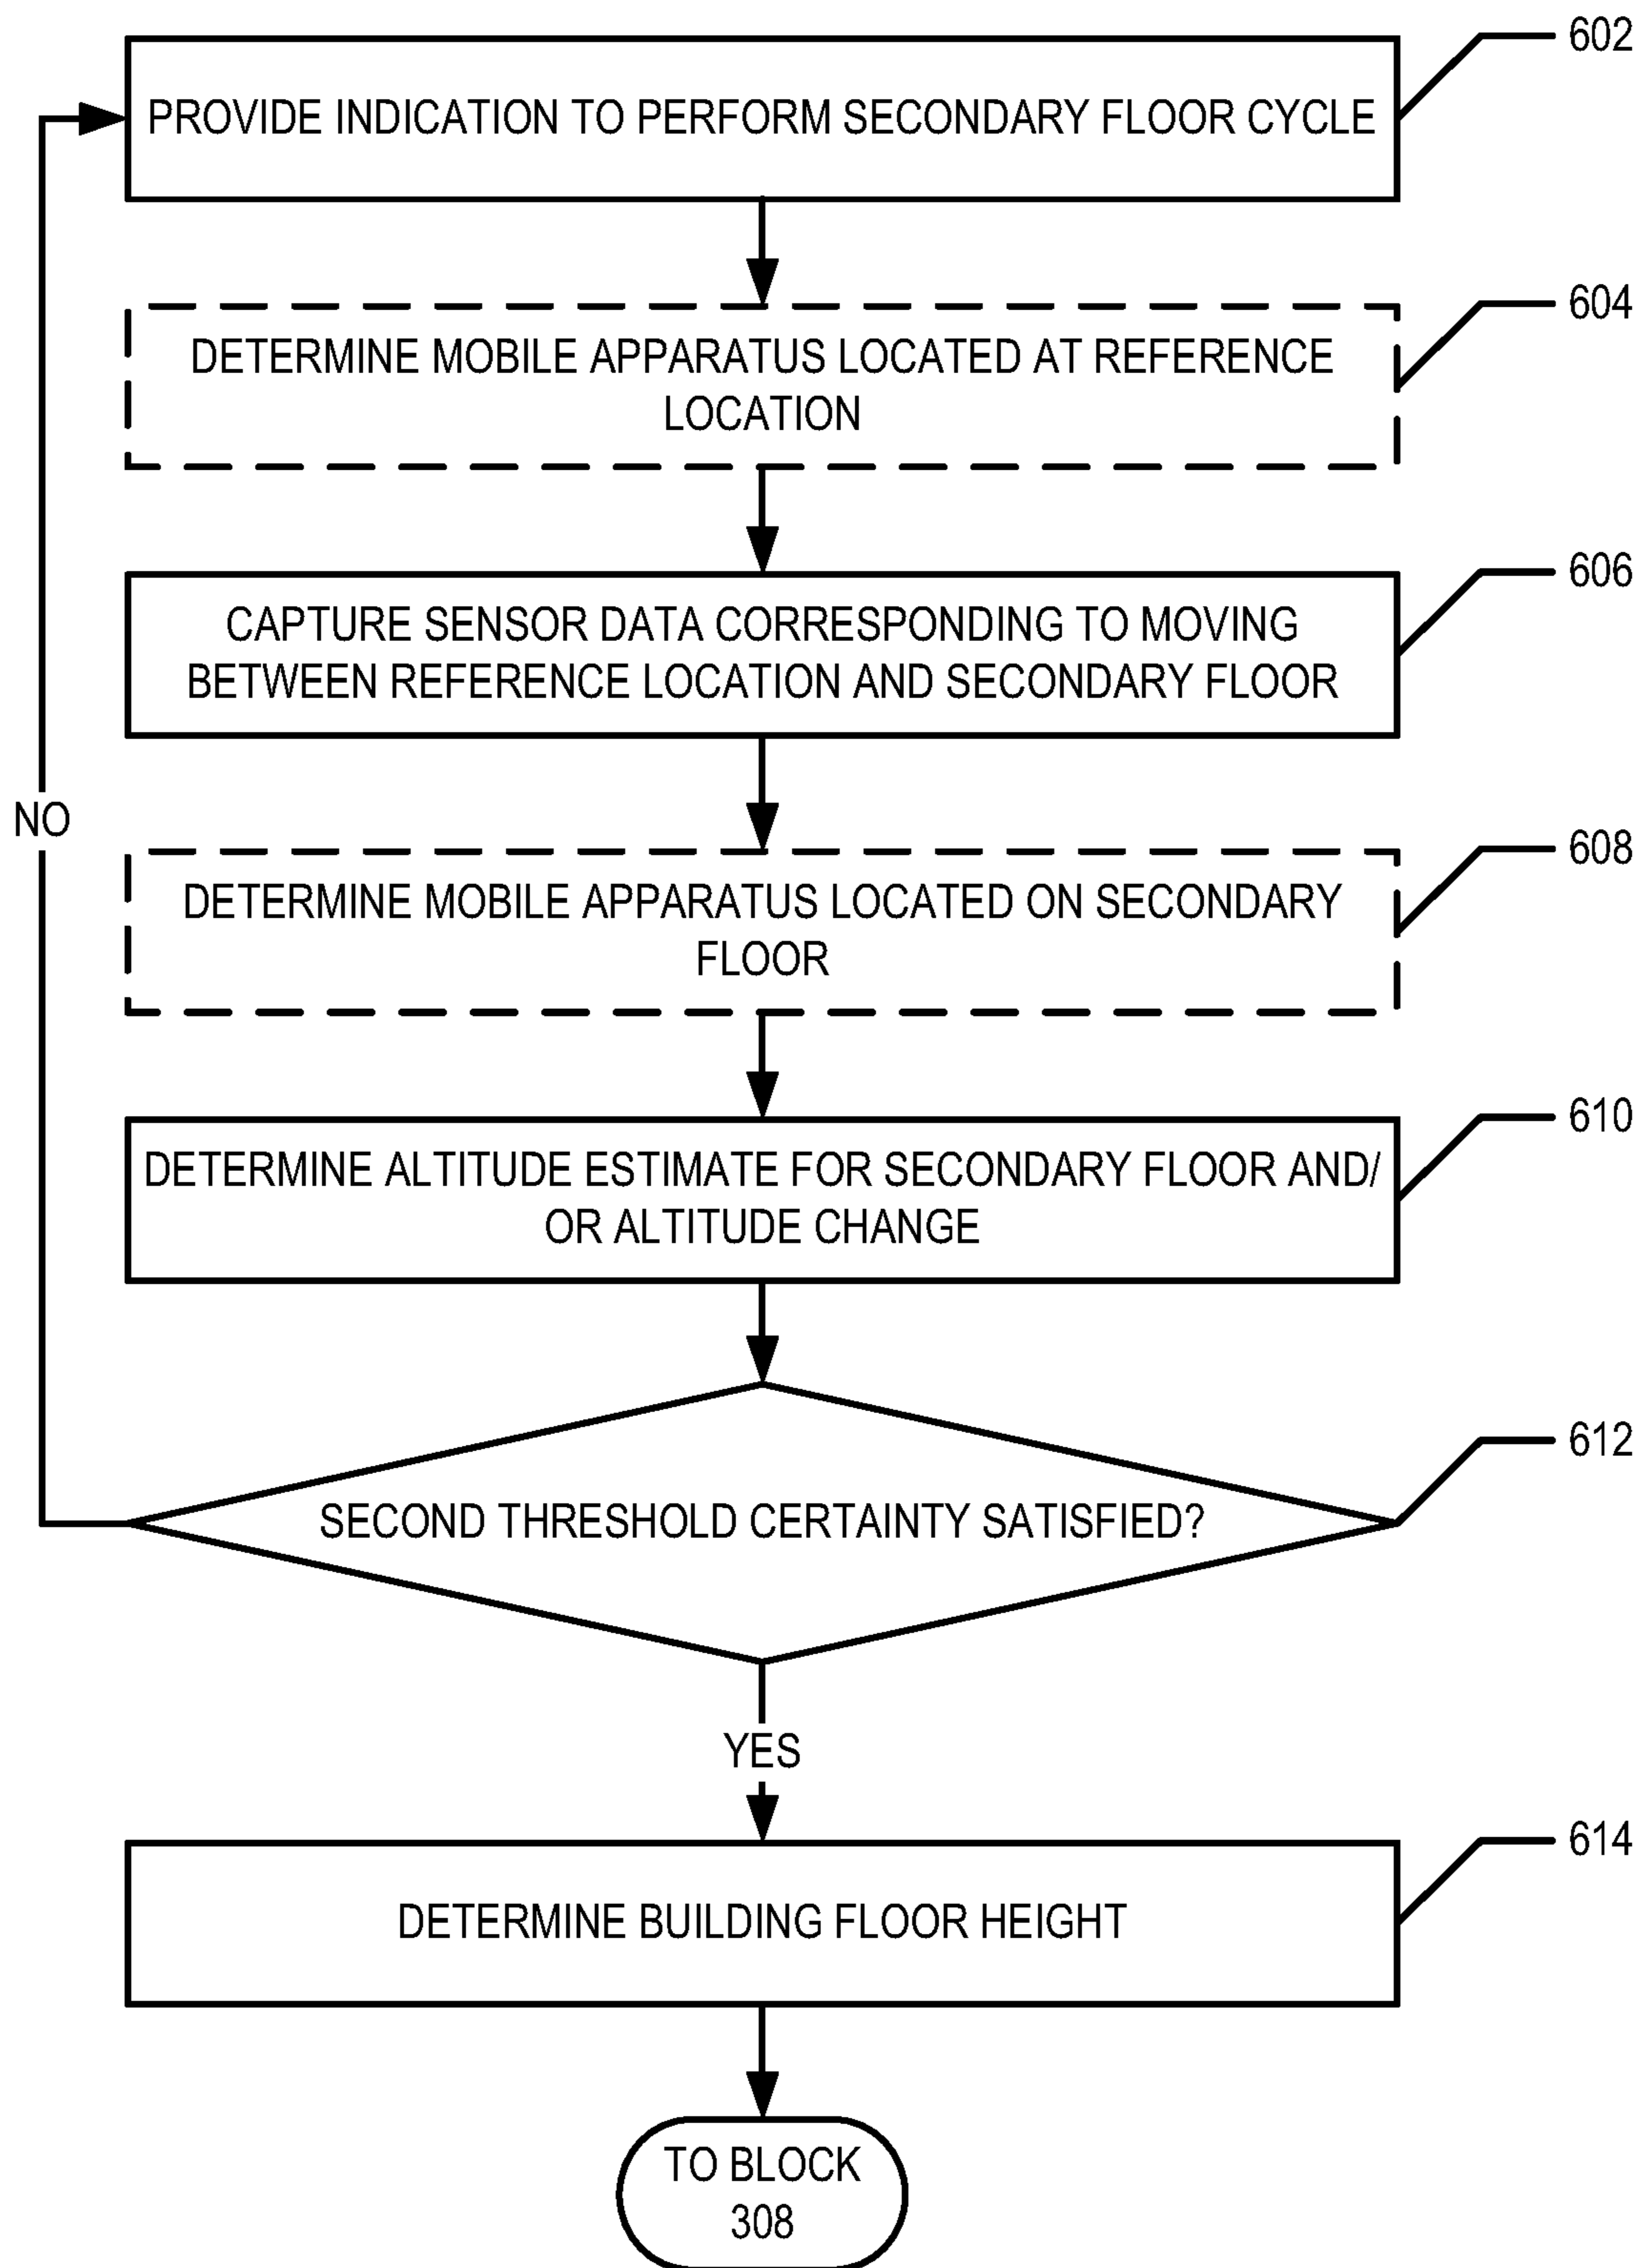 602
PROVIDE INDICATION TO PERFORM SECONDARY FLOOR CYCLE
604
DETERMINE MOBILE APPARATUS LOCATED AT REFERENCE
LOCATION
606
CAPTURE SENSOR DATA CORRESPONDING TO MOVING
BETWEEN REFERENCE LOCATION AND SECONDARY FLOOR
NO
608
DETERMINE MOBILE APPARATUS LOCATED ON SECONDARY
FLOOR
610
DETERMINE ALTITUDE ESTIMATE FOR SECONDARY FLOOR AND/
OR ALTITUDE CHANGE
612
SECOND THRESHOLD CERTAINTY SATISFIED?
YES
614
DETERMINE BUILDING FLOOR HEIGHT
TO BLOCK
308